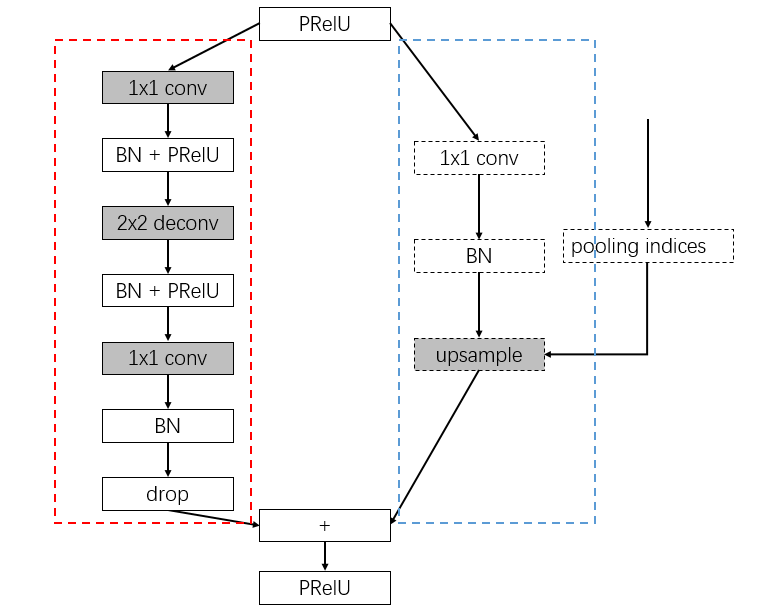 PRelU
1x1 conv
BN + PRelU
2x2 deconv
BN + PRelU
1x1 conv
BN
drop
1x1 conv
BN
upsample
pooling indices
+
PRelU